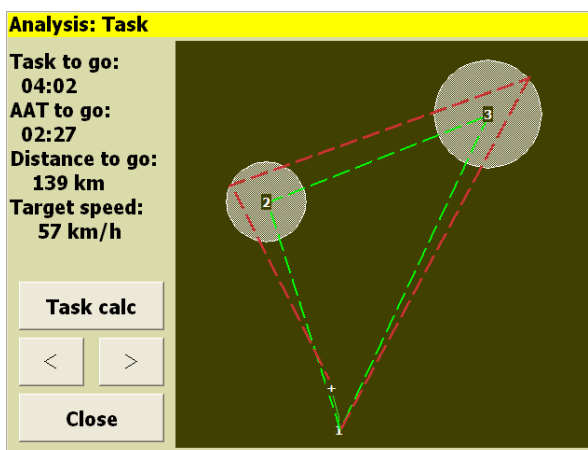 Analysis: Task
Task to go:
04:02
AAT to go:
02:27
Distance to go:
139 km
Target speed:
57 km/h
Task calc
< >
Close
3
2
+
1